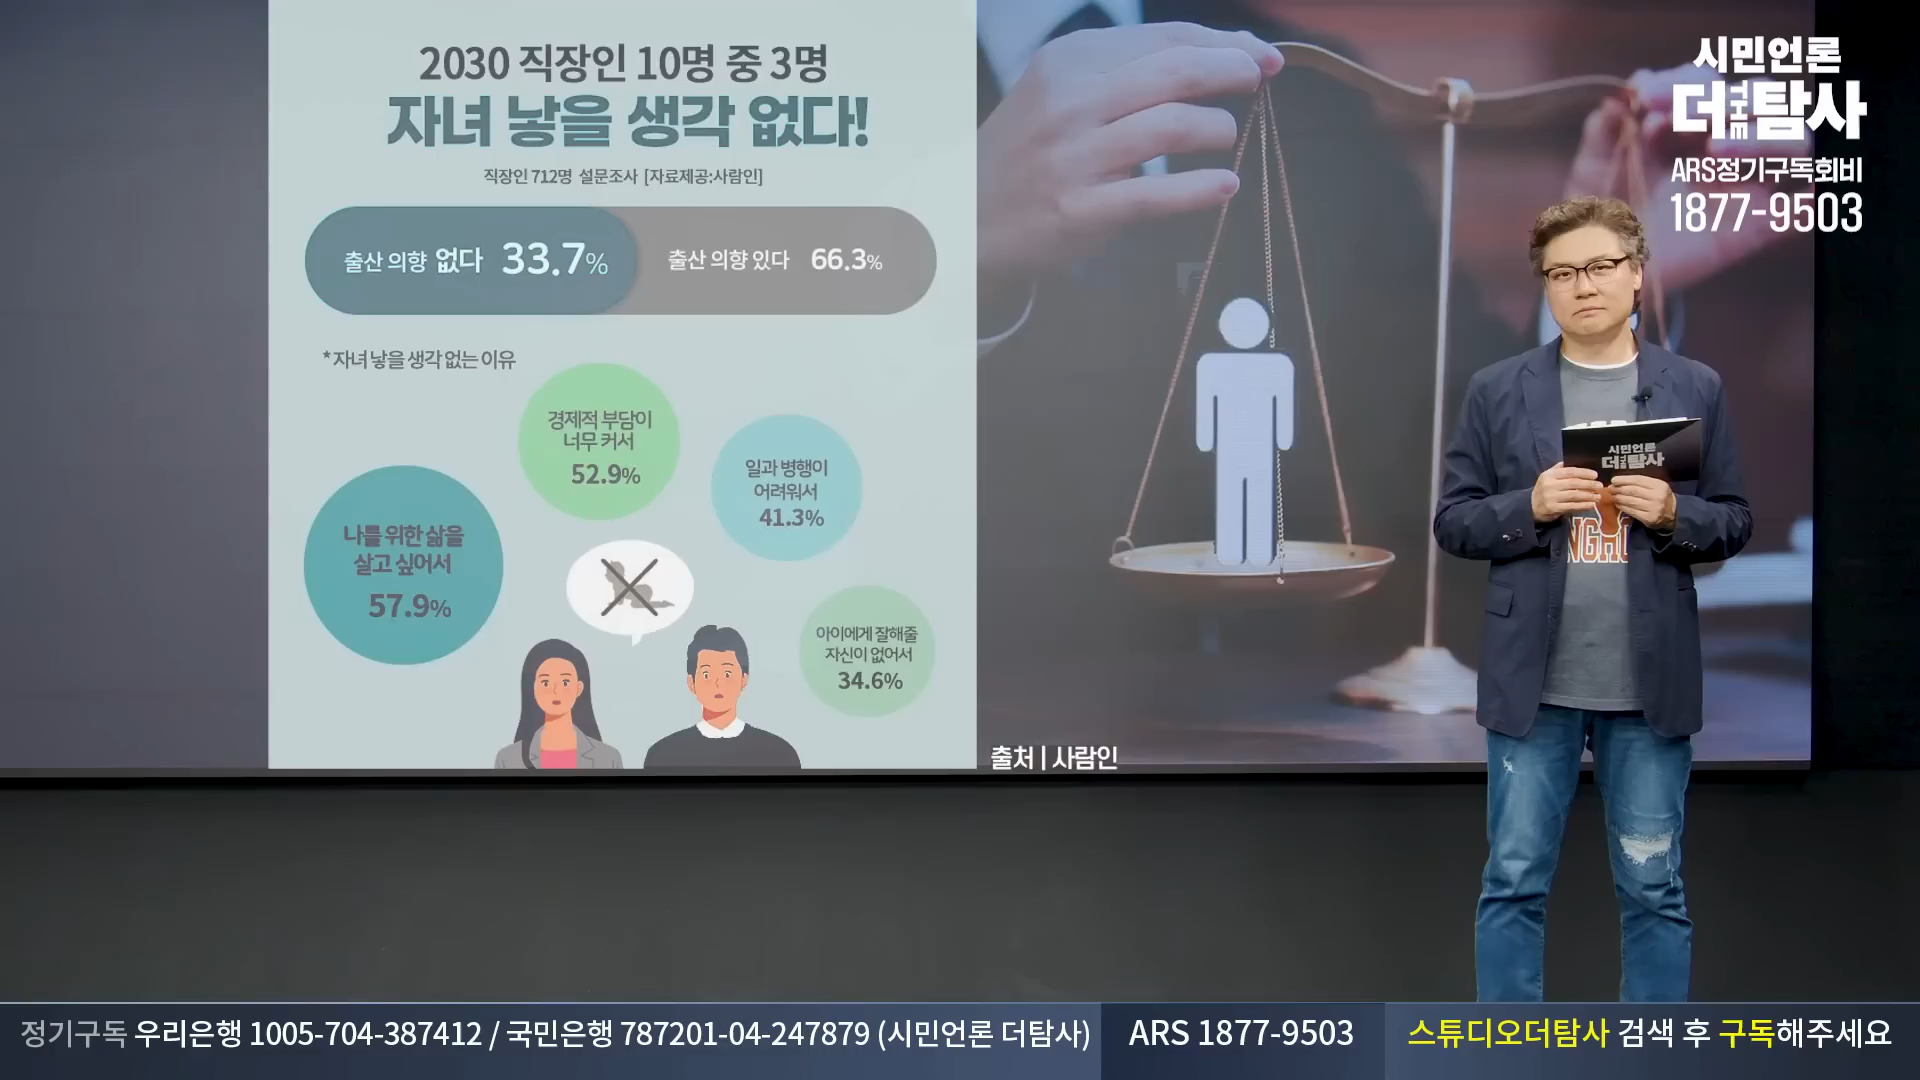 2030 직장인 10명 중 3명
자녀 낳을 생각 없다!
직장인 712명 설문조사 [자료제공:사람인]
출산 의향 없다 33.7%
출산 의향 있다 66.3%
*자녀 낳을 생각 없는 이유
경제적 부담이
너무 커서
52.9%
일과 병행이
어려워서
41.3%
나를 위한 삶을
살고 싶어서
57.9%
아이에게 잘해줄
자신이 없어서
34.6%
출처 | 사람인
시민언론
더탐사
THE
ARS정기구독회비
1877-9503
시민언론
더탐사
정기구독 우리은행 1005-704-387412 / 국민은행 787201-04-247879 (시민언론 더탐사)
ARS 1877-9503
스튜디오더탐사 검색 후 구독해주세요